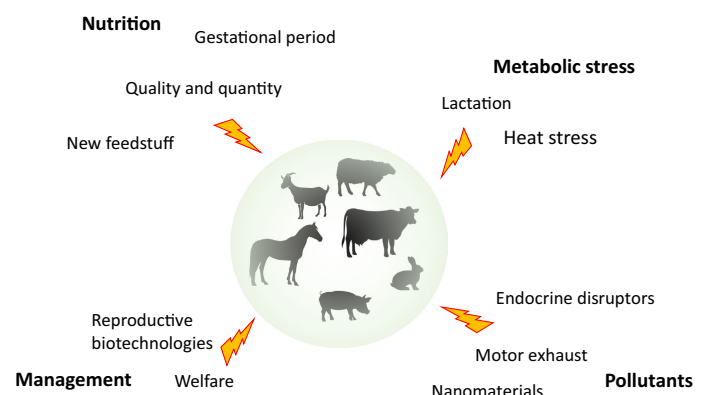 Nutrition
Gestational period
Quality and quantity
New feedstuff
Metabolic stress
Lactation
Heat stress
Reproductive
biotechnologies
Management
Welfare
Endocrine disruptors
Motor exhaust
Nanomaterials
Pollutants